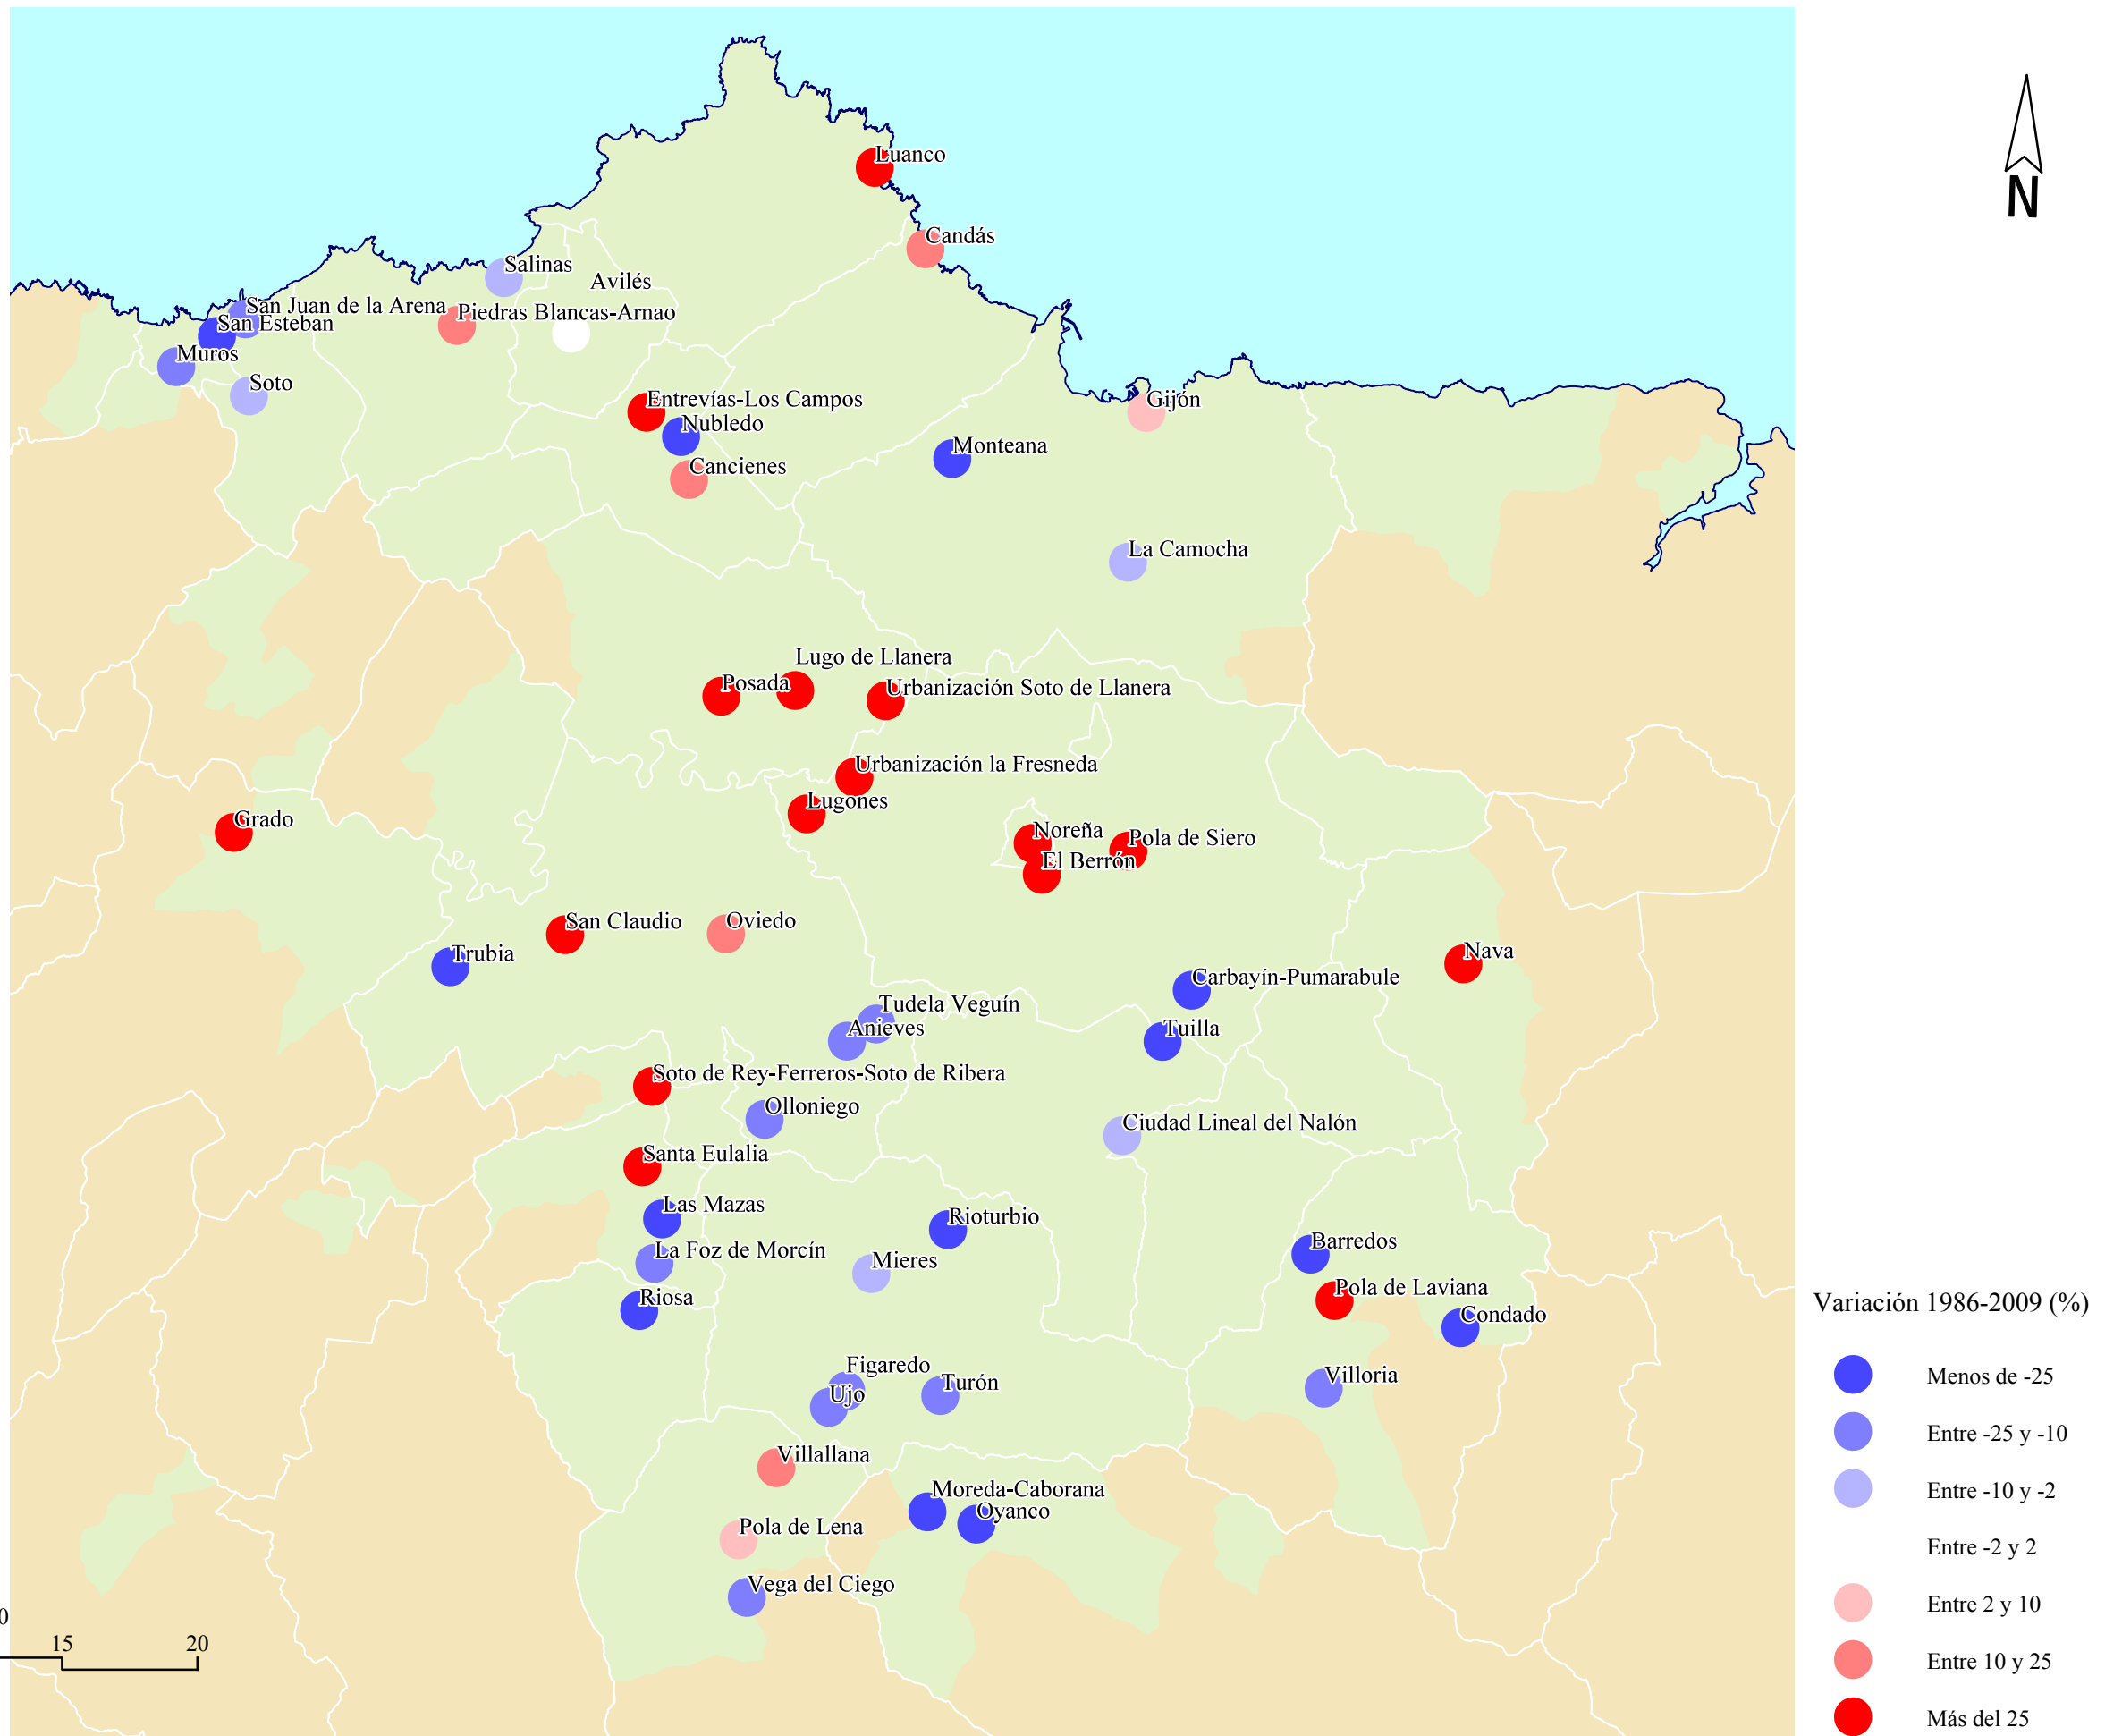 Luanco
N
Candás
Salinas
Avilés
San Juan de la Arena
Piedras Blancas-Arnao
San Esteban
Muros
Soto
Entrevías-Los Campos
Gijón
Nubledo
Monteana
Cancienes
La Camocha
Lugo de Llanera
Posada
Urbanización Soto de Llanera
Urbanización la Fresneda
Lugones
Grado
Noreña
Pola de Siero
El Berrón
San Claudio
Oviedo
Trubia
Nava
Carbayín-Pumarabule
Tudela Veguín
Anieves
Tuilla
Soto de Rey-Ferreros-Soto de Ribera
Olloniego
Ciudad Lineal del Nalón
Santa Eulalia
Las Mazas
Rioturbio
La Foz de Morcín
Barredos
Mieres
Pola de Laviana
Riosa
Condado
Figaredo
Turón
Villoria
Ujo
Villallana
Moreda-Caborana
Oyanco
Pola de Lena
Vega del Ciego
0
15 20
Variación 1986-2009 (%)
Menos de -25
Entre -25 y -10
Entre -10 y -2
Entre -2 y 2
Entre 2 y 10
Entre 10 y 25
Más del 25